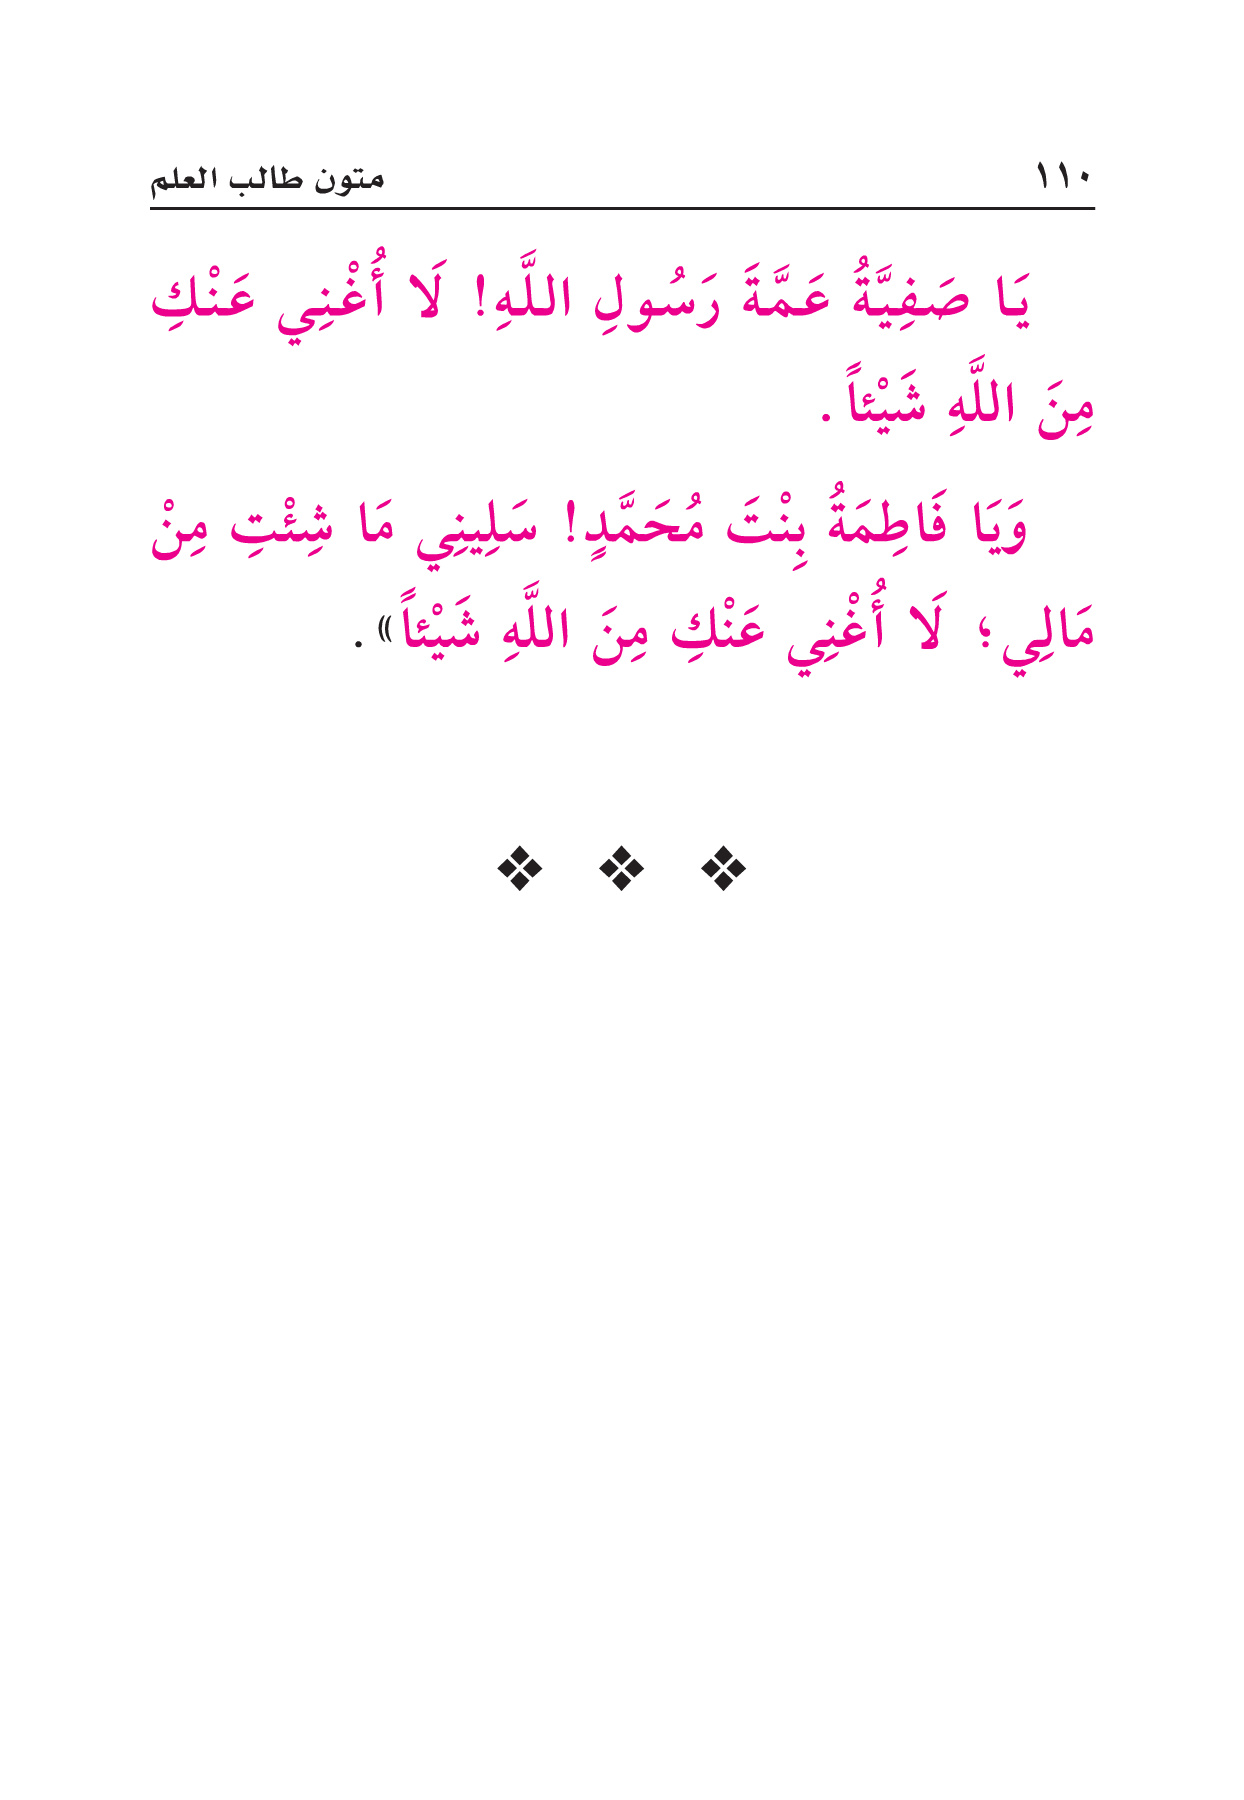 ١١٠ متون طالب العلم
يَا صَفِيَّةُ عَمَّةَ رَسُولِ اللَّهِ! لَا أُغْنِي عَنْكِ
مِنَ اللَّهِ شَيْئاً.
وَيَا فَاطِمَةُ بِنْتَ مُحَمَّدٍ! سَلِينِي مَا شِئْتِ مِنْ
مَالِي؛ لَا أُغْنِي عَنْكِ مِنَ اللَّهِ شَيْئاً».